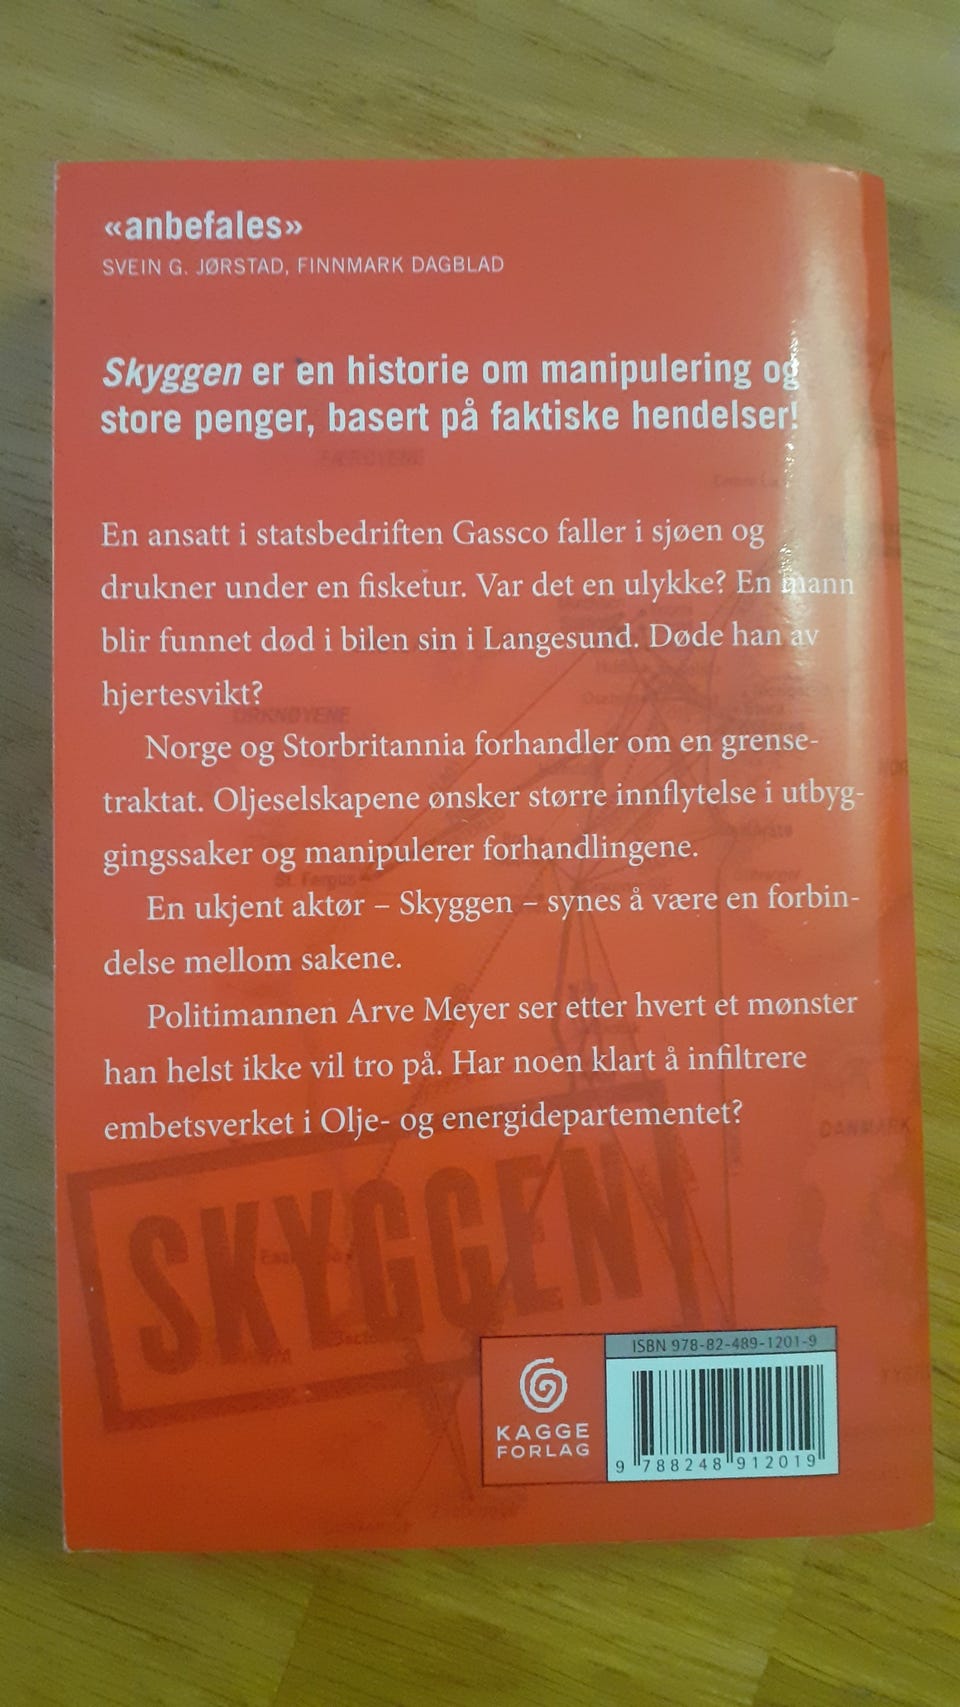 «anbefales»
SVEIN G. JØRSTAD, FINNMARK DAGBLAD
Skyggen er en historie om manipulering og
store penger, basert på faktiske hendelser!
En ansatt i statsbedriften Gassco faller i sjøen og
drukner under en fisketur. Var det en ulykke? En mann
blir funnet død i bilen sin i Langesund. Døde han av
hjertesvikt?
Norge og Storbritannia forhandler om en grense-
traktat. Oljeselskapene ønsker større innflytelse i utbyg-
gingssaker og manipulerer forhandlingene.
En ukjent aktør – Skyggen – synes å være en forbin-
delse mellom sakene.
Politimannen Arve Meyer ser etter hvert et mønster
han helst ikke vil tro på. Har noen klart å infiltrere
embetsverket i Olje- og energidepartementet?
FÆRØYENE
ORKNØYENE
St. Fergus
DANMARK
SKYGGEN
ISBN 978-82-489-1201-9
KAGGE
FORLAG
9 788248 912019